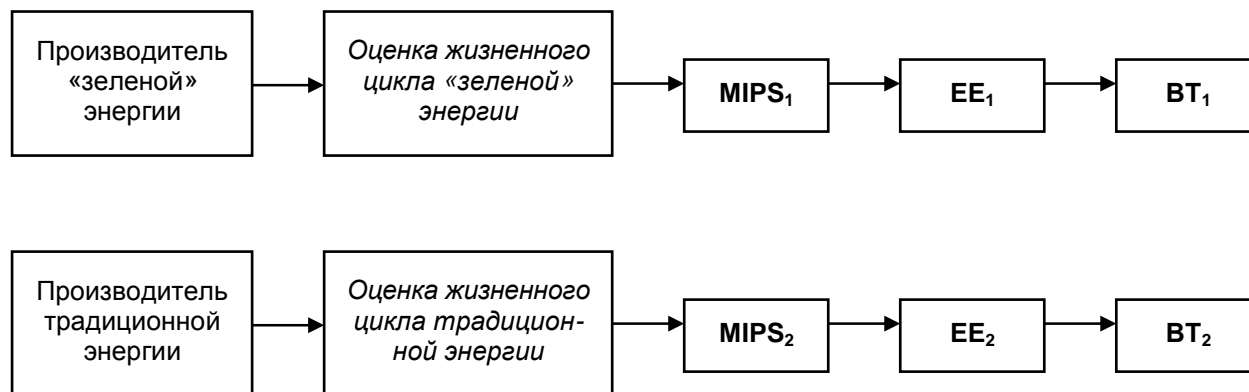 Производитель
«зеленой»
энергии
Оценка жизненного
цикла «зеленой»
энергии
MIPS₁
EE₁
BT₁
Производитель
традиционной
энергии
Оценка жизненного
цикла традицион-
ной энергии
MIPS₂
EE₂
BT₂